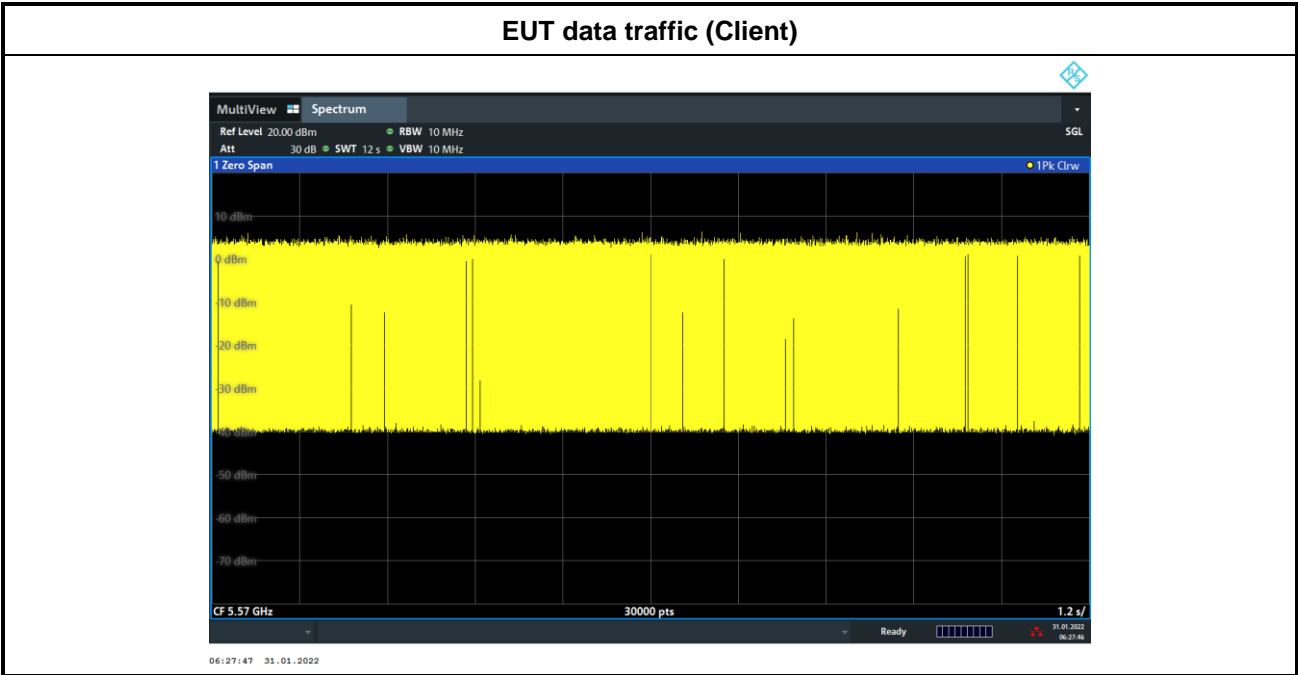 EUT data traffic (Client)
R&S
MultiView Spectrum
Ref Level 20.00 dBm RBW 10 MHz SGL
Att 30 dB SWT 12 s VBW 10 MHz
1 Zero Span 1Pk Clrw
10 dBm
0 dBm
-10 dBm
-20 dBm
-30 dBm
-40 dBm
-50 dBm
-60 dBm
-70 dBm
CF 5.57 GHz 30000 pts 1.2 s/
Ready 31.01.2022
06:27:46
06:27:47 31.01.2022